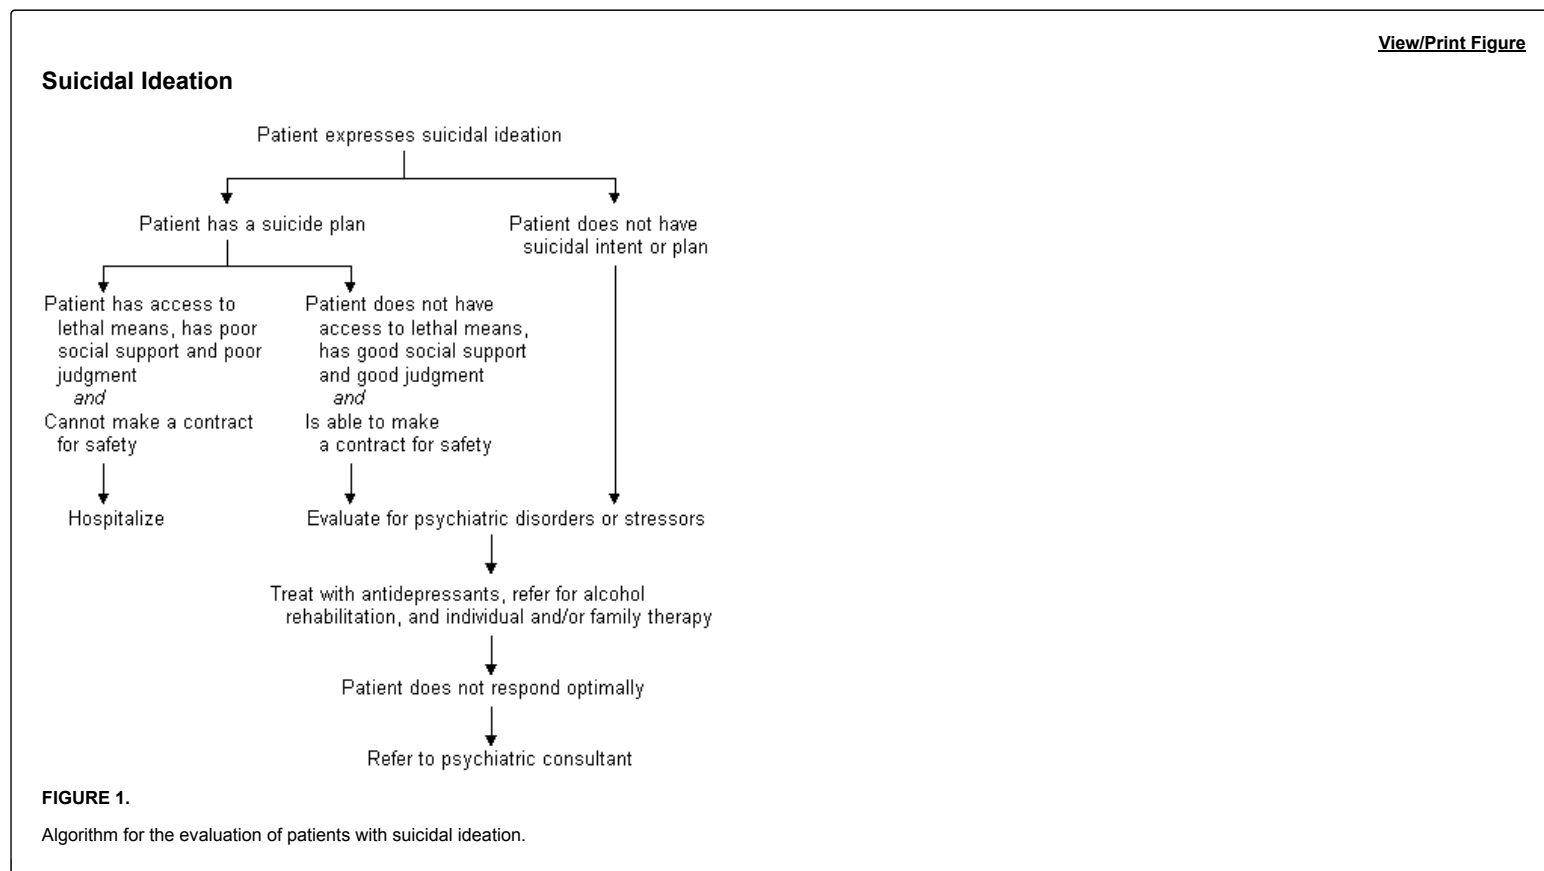 View/Print Figure
Suicidal Ideation
Patient expresses suicidal ideation
Patient has a suicide plan
Patient does not have
suicidal intent or plan
Patient has access to
lethal means, has poor
social support and poor
judgment
and
Cannot make a contract
for safety
Patient does not have
access to lethal means,
has good social support
and good judgment
and
Is able to make
a contract for safety
Hospitalize
Evaluate for psychiatric disorders or stressors
Treat with antidepressants, refer for alcohol
rehabilitation, and individual and/or family therapy
Patient does not respond optimally
Refer to psychiatric consultant
FIGURE 1.
Algorithm for the evaluation of patients with suicidal ideation.